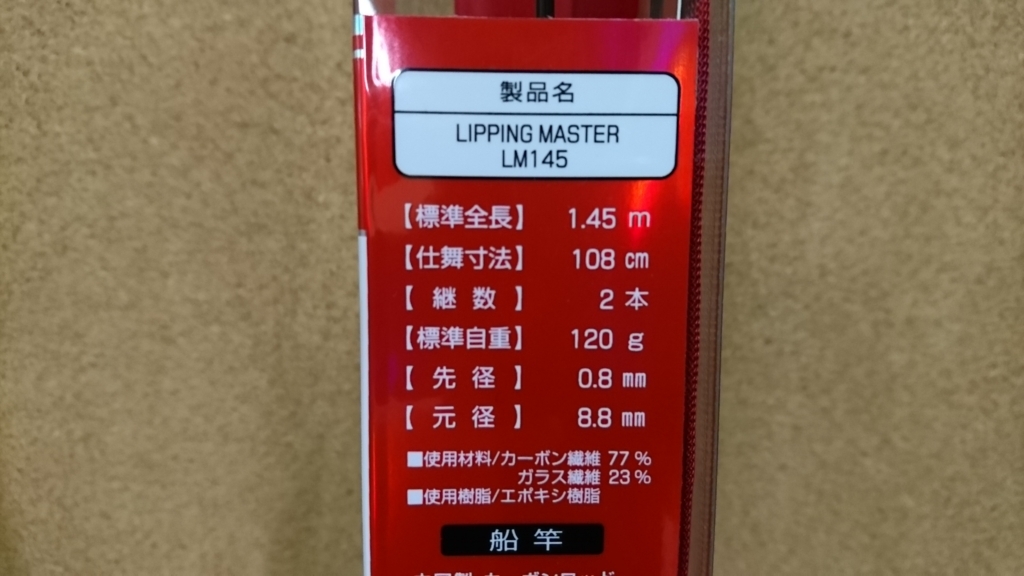 製品名
LIPPING MASTER
LM145
【標準全長】 1.45 m
【仕舞寸法】 108 cm
【 継 数 】 2 本
【標準自重】 120 g
【 先 径 】 0.8 mm
【 元 径 】 8.8 mm
■使用材料/カーボン繊維 77 %
ガラス繊維 23 %
■使用樹脂/エポキシ樹脂
船 竿